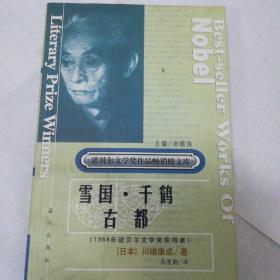 Best-seller Works Of
Nobel
Literary Prize Winners
主编/刘硕良
诺贝尔文学奖作品畅销榜文库
雪国·千鹤
古都
(1968年诺贝尔文学奖获得者)
[日本] 川端康成/著